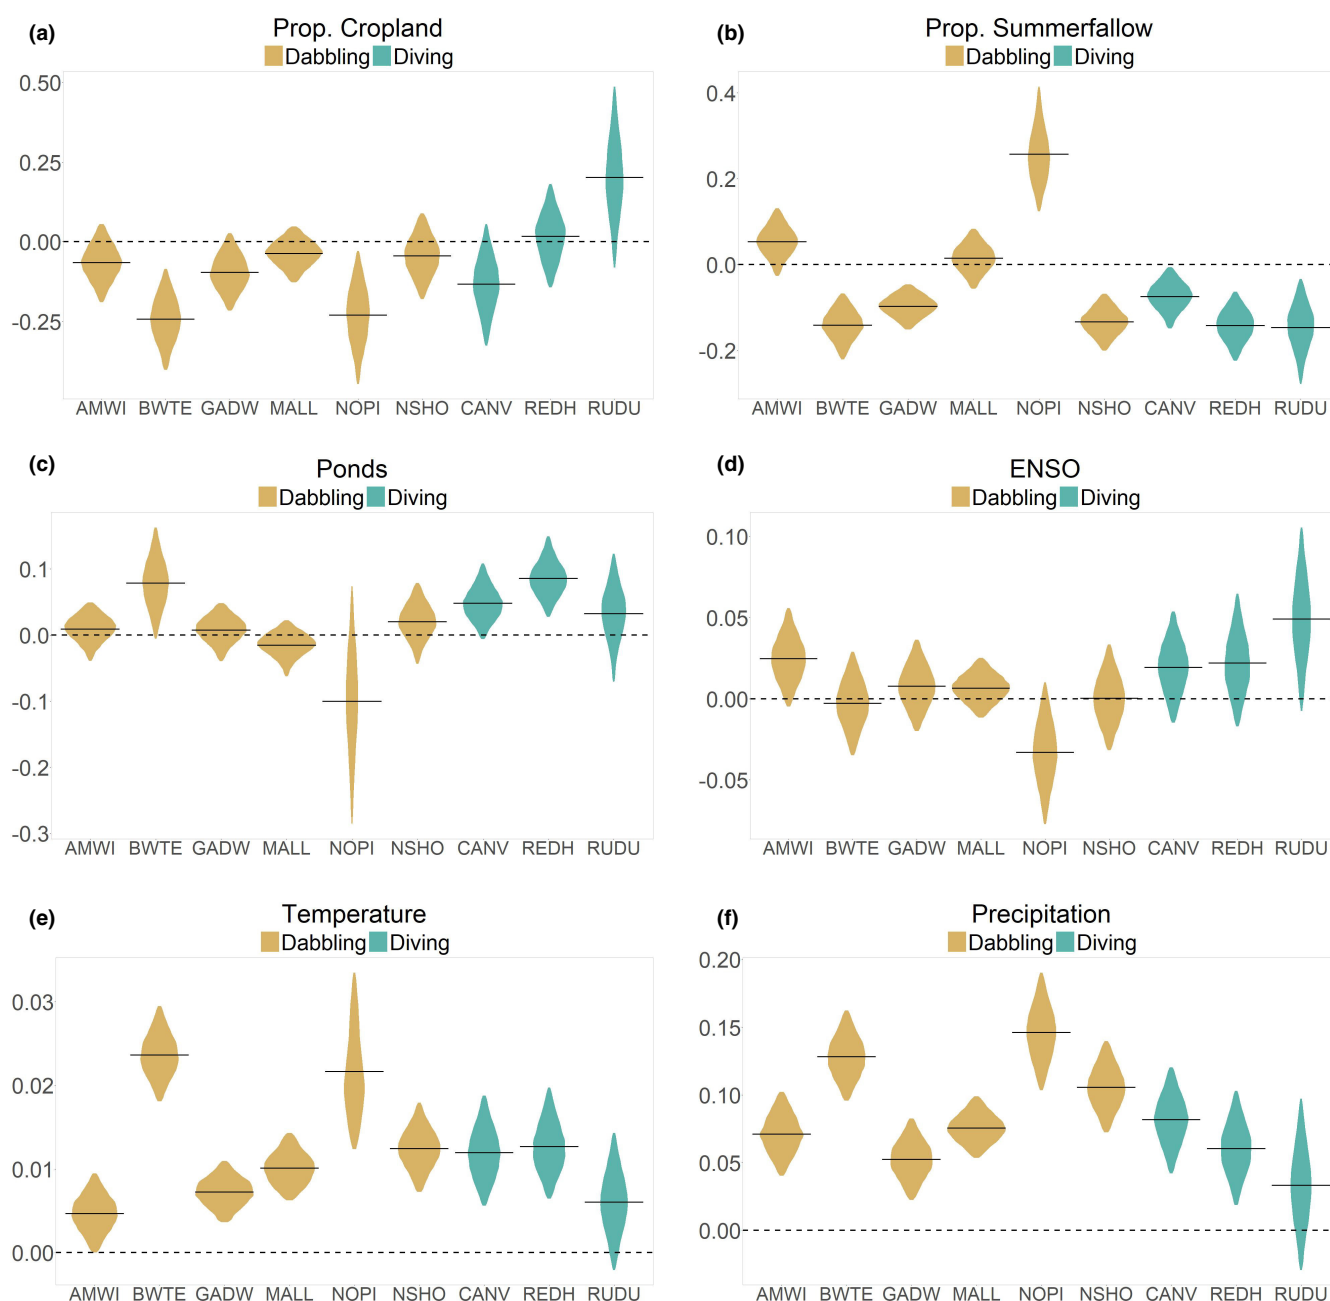 (a) Prop. Cropland
Dabbling Diving
0.50
0.25
0.00
-0.25
AMWI BWTE GADW MALL NOPI NSHO CANV REDH RUDU
(b) Prop. Summerfallow
Dabbling Diving
0.4
0.2
0.0
-0.2
AMWI BWTE GADW MALL NOPI NSHO CANV REDH RUDU
(c) Ponds
Dabbling Diving
0.1
0.0
-0.1
-0.2
-0.3
AMWI BWTE GADW MALL NOPI NSHO CANV REDH RUDU
(d) ENSO
Dabbling Diving
0.10
0.05
0.00
-0.05
AMWI BWTE GADW MALL NOPI NSHO CANV REDH RUDU
(e) Temperature
Dabbling Diving
0.03
0.02
0.01
0.00
AMWI BWTE GADW MALL NOPI NSHO CANV REDH RUDU
(f) Precipitation
Dabbling Diving
0.20
0.15
0.10
0.05
0.00
AMWI BWTE GADW MALL NOPI NSHO CANV REDH RUDU